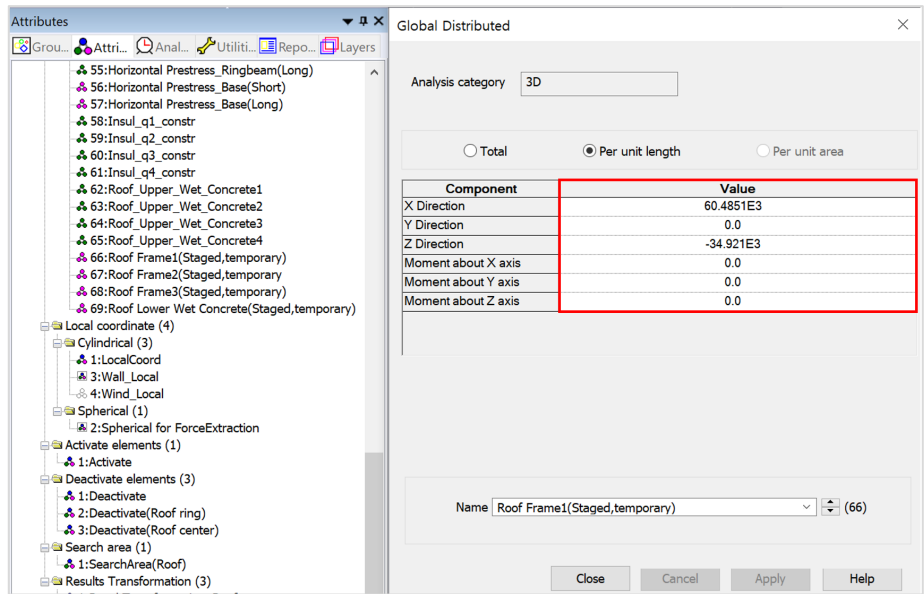 Attributes
Grou... Attri... Anal... Utiliti... Repo... Layers
55:Horizontal Prestress_Ringbeam(Long)
56:Horizontal Prestress_Base(Short)
57:Horizontal Prestress_Base(Long)
58:Insul_q1_constr
59:Insul_q2_constr
60:Insul_q3_constr
61:Insul_q4_constr
62:Roof_Upper_Wet_Concrete1
63:Roof_Upper_Wet_Concrete2
64:Roof_Upper_Wet_Concrete3
65:Roof_Upper_Wet_Concrete4
66:Roof Frame1(Staged,temporary)
67:Roof Frame2(Staged,temporary
68:Roof Frame3(Staged,temporary)
69:Roof Lower Wet Concrete(Staged,temporary)
Local coordinate (4)
Cylindrical (3)
1:LocalCoord
3:Wall_Local
4:Wind_Local
Spherical (1)
2:Spherical for ForceExtraction
Activate elements (1)
1:Activate
Deactivate elements (3)
1:Deactivate
2:Deactivate(Roof ring)
3:Deactivate(Roof center)
Search area (1)
1:SearchArea(Roof)
Results Transformation (3)
Global Distributed
Analysis category 3D
Total Per unit length Per unit area
Component Value
X Direction 60.4851E3
Y Direction 0.0
Z Direction -34.921E3
Moment about X axis 0.0
Moment about Y axis 0.0
Moment about Z axis 0.0
Name Roof Frame1(Staged,temporary) (66)
Close Cancel Apply Help